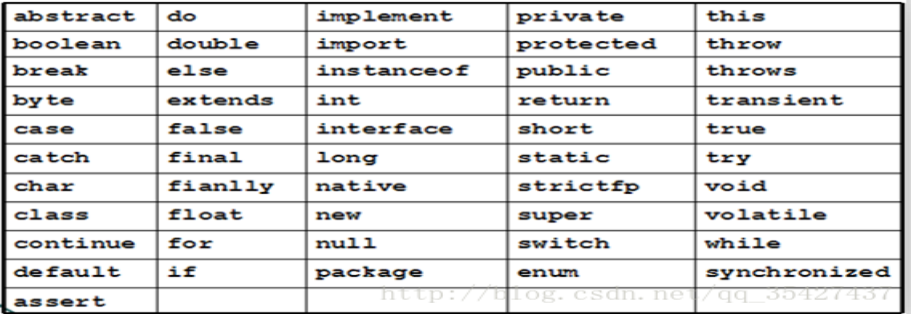 abstract do implement private this
boolean double import protected throw
break else instanceof public throws
byte extends int return transient
case false interface short true
catch final long static try
char fianlly native strictfp void
class float new super volatile
continue for null switch while
default if package enum synchronized
assert
http://blog.csdn.net/qq_35427437